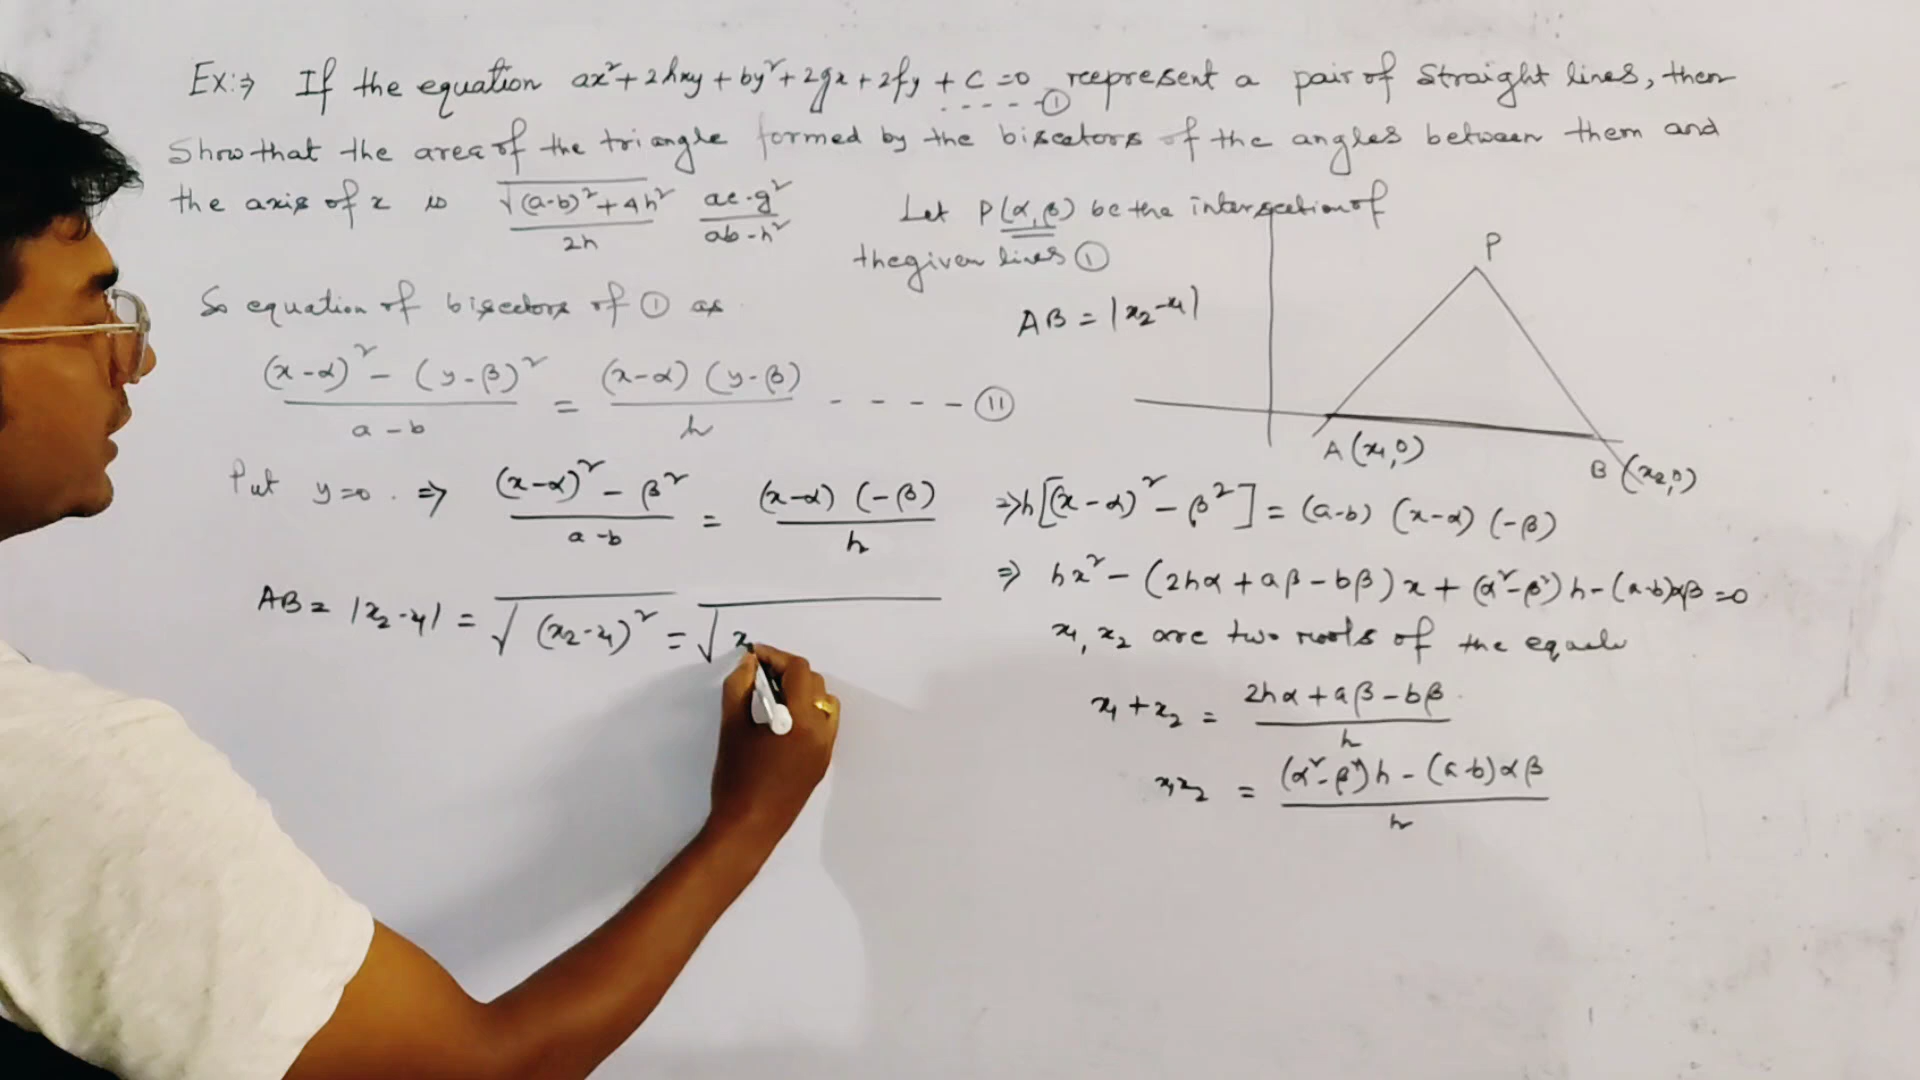 Ex:⇒ If the equation ax²+2hxy+by²+2gx+2fy+c=0 reepresent a pair of straight lines, then
- - - - - ①
Show that the area of the triangle formed by the bisectors of the angles between them and
the axis of x is √((a-b)²+4h²)/2h (ac-g²)/(ab-h²)
Let P(α,β) be the intersection of
the given lines ①
So equation of bisectors of ① as
AB = |x₂-x₁|
P
((x-α)² - (y-β)²)/(a-b) = ((x-α)(y-β))/h - - - - ⑪
A(x₁,0)
B(x₂,0)
Put y=0 . ⇒ ((x-α)² - β²)/(a-b) = ((x-α)(-β))/h
⇒h[(x-α)² - β²] = (a-b)(x-α)(-β)
⇒ hx² - (2hα+aβ-bβ)x + (α²-β²)h - (a-b)αβ = 0
AB = |x₂-x₁| = √(x₂-x₁)² = √x₁
x₁, x₂ are two roots of the
x₁+x₂ = (2hα+aβ-bβ)/h
x₁x₂ = ((α²-β²)h - (a-b)αβ)/h